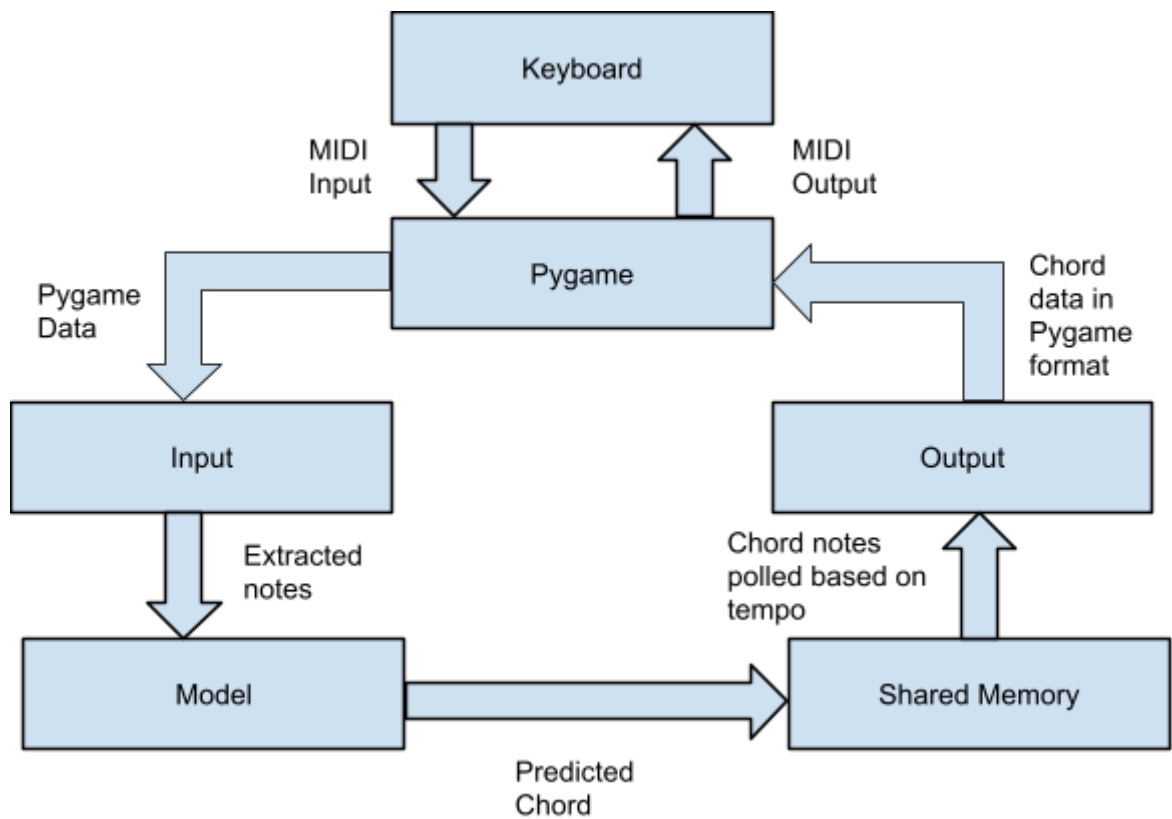 Keyboard
MIDI
Input
MIDI
Output
Pygame
Pygame
Data
Chord
data in
Pygame
format
Input
Output
Extracted
notes
Chord notes
polled based on
tempo
Model
Shared Memory
Predicted
Chord